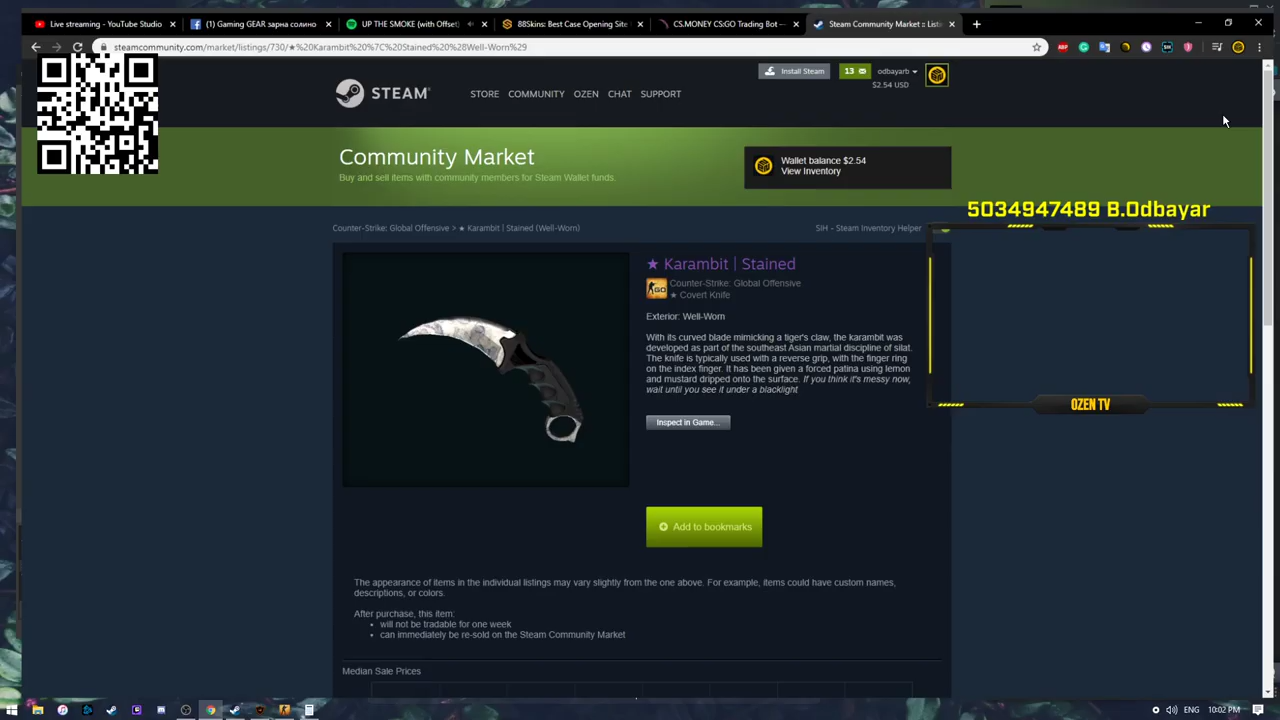 Live streaming - YouTube Studio
(1) Gaming GEAR зарна солино
UP THE SMOKE (with Offset)
88Skins: Best Case Opening Site
CS.MONEY CS:GO Trading Bot -
Steam Community Market :: Listi
steamcommunity.com/market/listings/730/★%20Karambit%20%7C%20Stained%20%28Well-Worn%29
Install Steam
13
odbayarb
$2.54 USD
STEAM
STORE COMMUNITY OZEN CHAT SUPPORT
Community Market
Buy and sell items with community members for Steam Wallet funds.
Wallet balance $2.54
View Inventory
5034947489 B.Odbayar
Counter-Strike: Global Offensive > ★ Karambit | Stained (Well-Worn)
SIH - Steam Inventory Helper
★ Karambit | Stained
Counter-Strike: Global Offensive
★ Covert Knife
Exterior: Well-Worn
With its curved blade mimicking a tiger's claw, the karambit was
developed as part of the southeast Asian martial discipline of silat.
The knife is typically used with a reverse grip, with the finger ring
on the index finger. It has been given a forced patina using lemon
and mustard dripped onto the surface. If you think it's messy now,
wait until you see it under a blacklight
Inspect in Game...
OZEN TV
Add to bookmarks
The appearance of items in the individual listings may vary slightly from the one above. For example, items could have custom names,
descriptions, or colors.
After purchase, this item:
• will not be tradable for one week
• can immediately be re-sold on the Steam Community Market
Median Sale Prices
ENG 10:02 PM